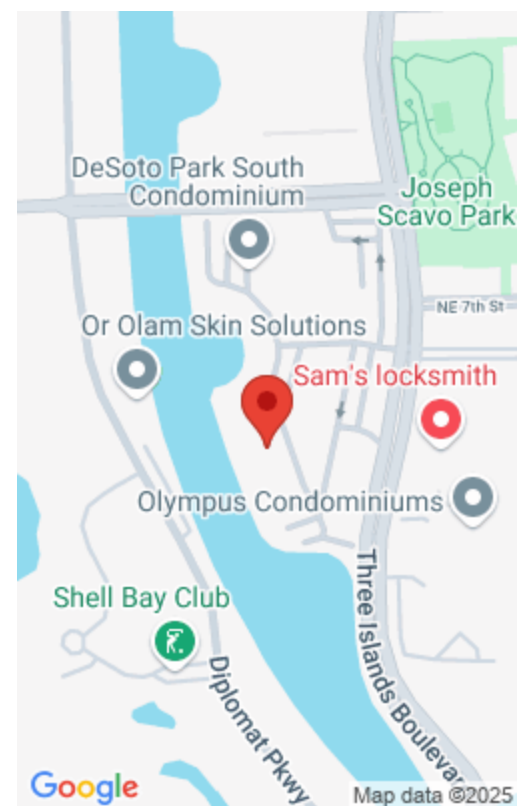 DeSoto Park South
Condominium
Joseph
Scavo Park
NE 7th St
Or Olam Skin Solutions
Sam's locksmith
Olympus Condominiums
Shell Bay Club
Three Islands Boulevar
Diplomat Pkwy
Google
Map data ©2025